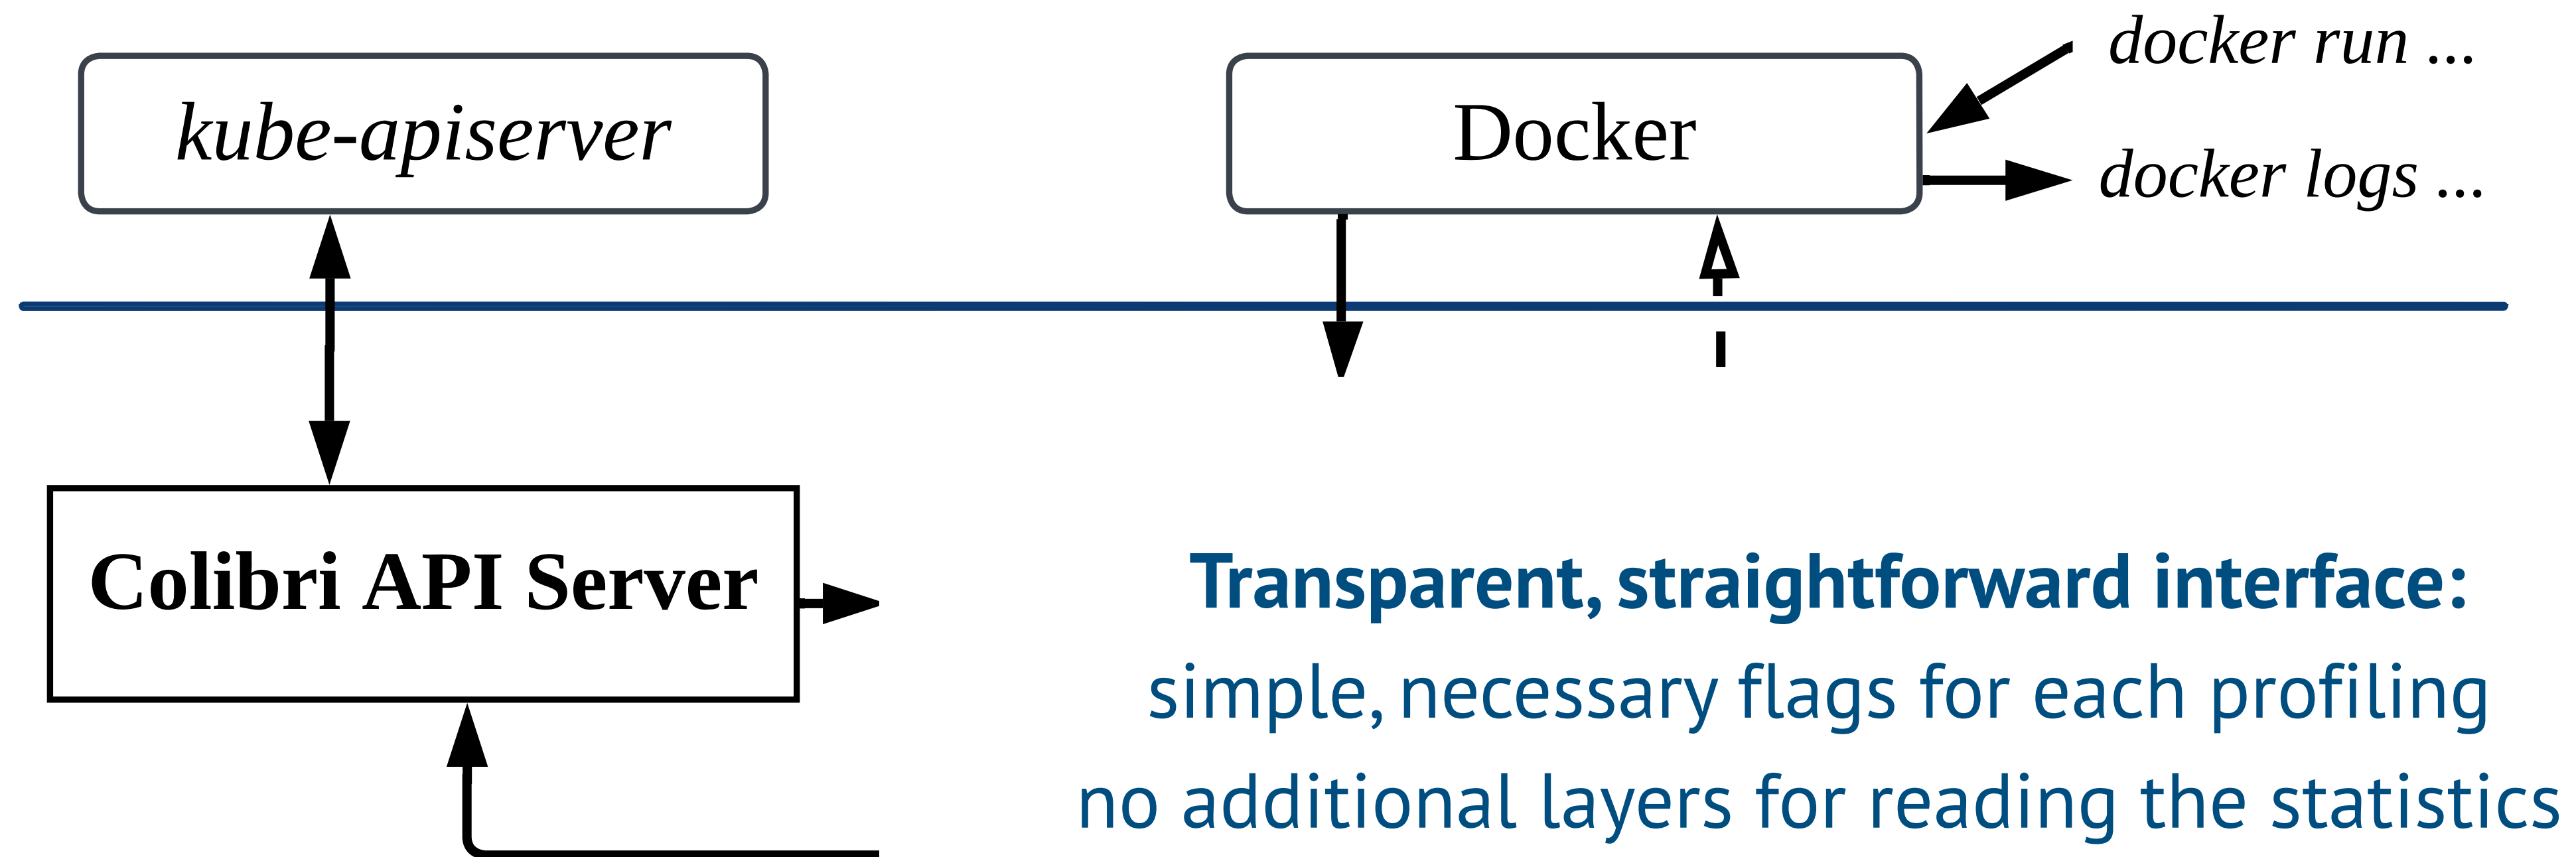 docker run ...
kube-apiserver
Docker
docker logs ...
Colibri API Server
Transparent, straightforward interface:
simple, necessary flags for each profiling
no additional layers for reading the statistics